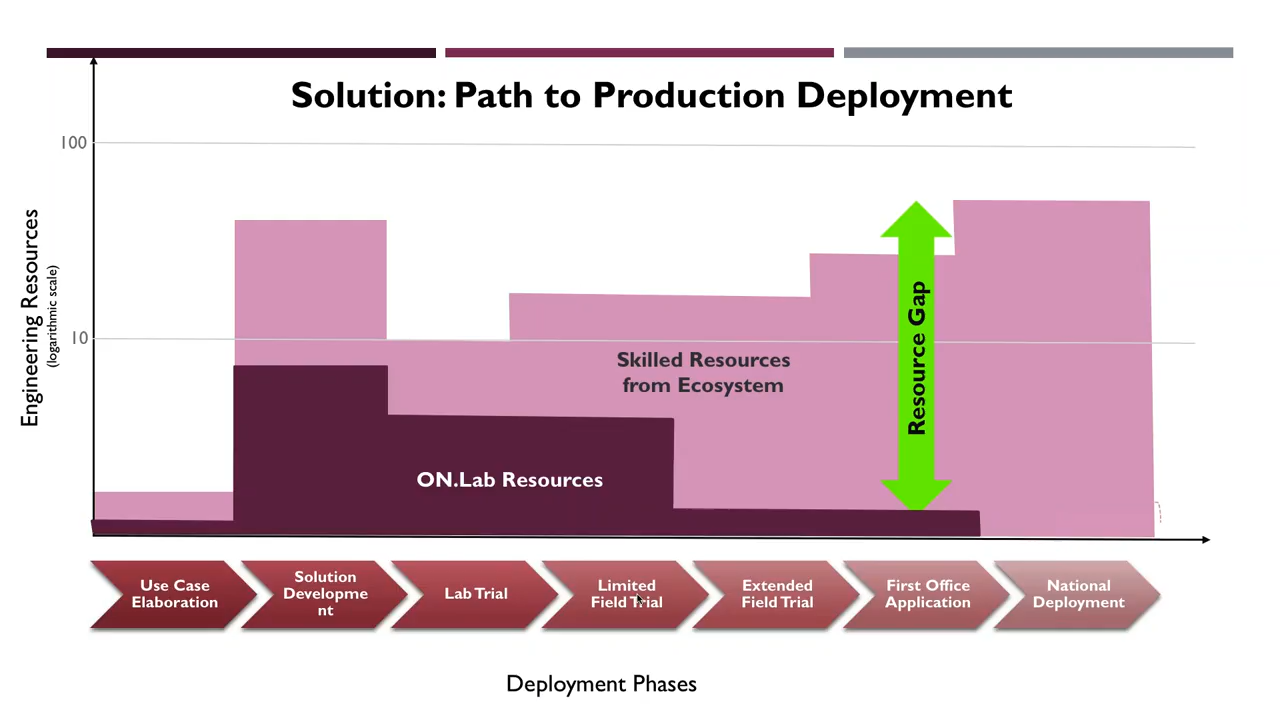 Solution: Path to Production Deployment
100
10
Engineering Resources
(logarithmic scale)
Skilled Resources
from Ecosystem
Resource Gap
ON.Lab Resources
Use Case
Elaboration
Solution
Developme
nt
Lab Trial
Limited
Field Trial
Extended
Field Trial
First Office
Application
National
Deployment
Deployment Phases